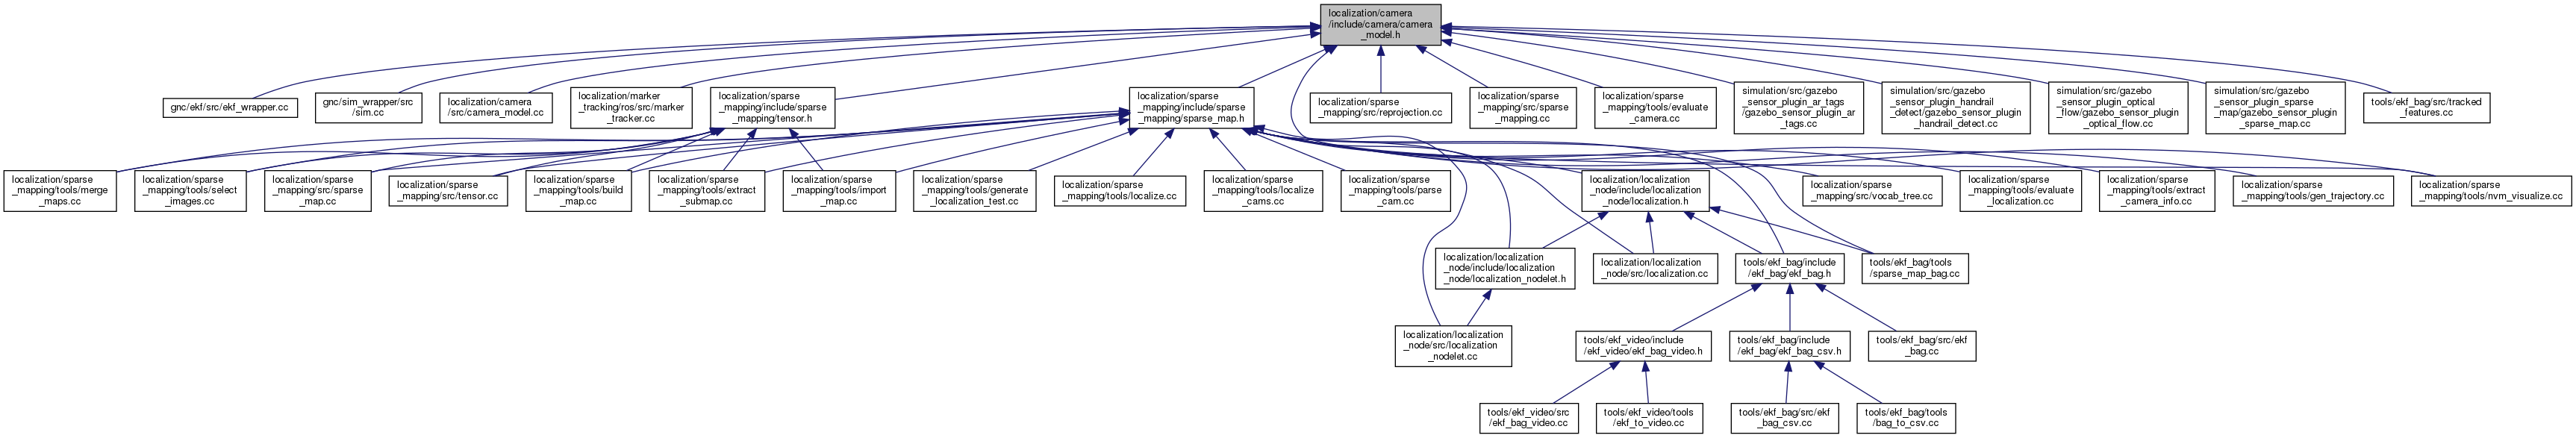 localization/camera
/include/camera/camera
_model.h
gnc/ekf/src/ekf_wrapper.cc
gnc/sim_wrapper/src
/sim.cc
localization/camera
/src/camera_model.cc
localization/marker
_tracking/ros/src/marker
_tracker.cc
localization/sparse
_mapping/include/sparse
_mapping/tensor.h
localization/sparse
_mapping/include/sparse
_mapping/sparse_map.h
localization/sparse
_mapping/src/reprojection.cc
localization/sparse
_mapping/src/sparse
_mapping.cc
localization/sparse
_mapping/tools/evaluate
_camera.cc
simulation/src/gazebo
_sensor_plugin_ar_tags
/gazebo_sensor_plugin_ar
_tags.cc
simulation/src/gazebo
_sensor_plugin_handrail
_detect/gazebo_sensor_plugin
_handrail_detect.cc
simulation/src/gazebo
_sensor_plugin_optical
_flow/gazebo_sensor_plugin
_optical_flow.cc
simulation/src/gazebo
_sensor_plugin_sparse
_map/gazebo_sensor_plugin
_sparse_map.cc
tools/ekf_bag/src/tracked
_features.cc
localization/sparse
_mapping/tools/merge
_maps.cc
localization/sparse
_mapping/tools/select
_images.cc
localization/sparse
_mapping/src/sparse
_map.cc
localization/sparse
_mapping/src/tensor.cc
localization/sparse
_mapping/tools/build
_map.cc
localization/sparse
_mapping/tools/extract
_submap.cc
localization/sparse
_mapping/tools/import
_map.cc
localization/sparse
_mapping/tools/generate
_localization_test.cc
localization/sparse
_mapping/tools/localize.cc
localization/sparse
_mapping/tools/localize
_cams.cc
localization/sparse
_mapping/tools/parse
_cam.cc
localization/localization
_node/include/localization
_node/localization.h
localization/sparse
_mapping/src/vocab_tree.cc
localization/sparse
_mapping/tools/evaluate
_localization.cc
localization/sparse
_mapping/tools/extract
_camera_info.cc
localization/sparse
_mapping/tools/gen_trajectory.cc
localization/sparse
_mapping/tools/nvm_visualize.cc
localization/localization
_node/include/localization
_node/localization_nodelet.h
localization/localization
_node/src/localization.cc
tools/ekf_bag/include
/ekf_bag/ekf_bag.h
tools/ekf_bag/tools
/sparse_map_bag.cc
localization/localization
_node/src/localization
_nodelet.cc
tools/ekf_video/include
/ekf_video/ekf_bag_video.h
tools/ekf_bag/include
/ekf_bag/ekf_bag_csv.h
tools/ekf_bag/src/ekf
_bag.cc
tools/ekf_video/src
/ekf_bag_video.cc
tools/ekf_video/tools
/ekf_to_video.cc
tools/ekf_bag/src/ekf
_bag_csv.cc
tools/ekf_bag/tools
/bag_to_csv.cc